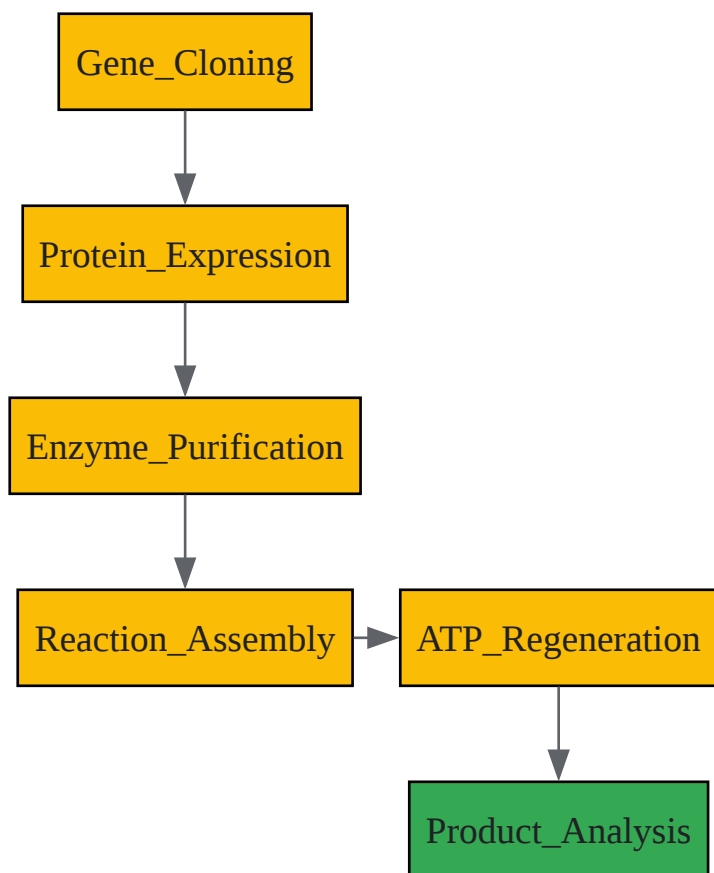 Gene_Cloning
Protein_Expression
Enzyme_Purification
Reaction_Assembly
ATP_Regeneration
Product_Analysis